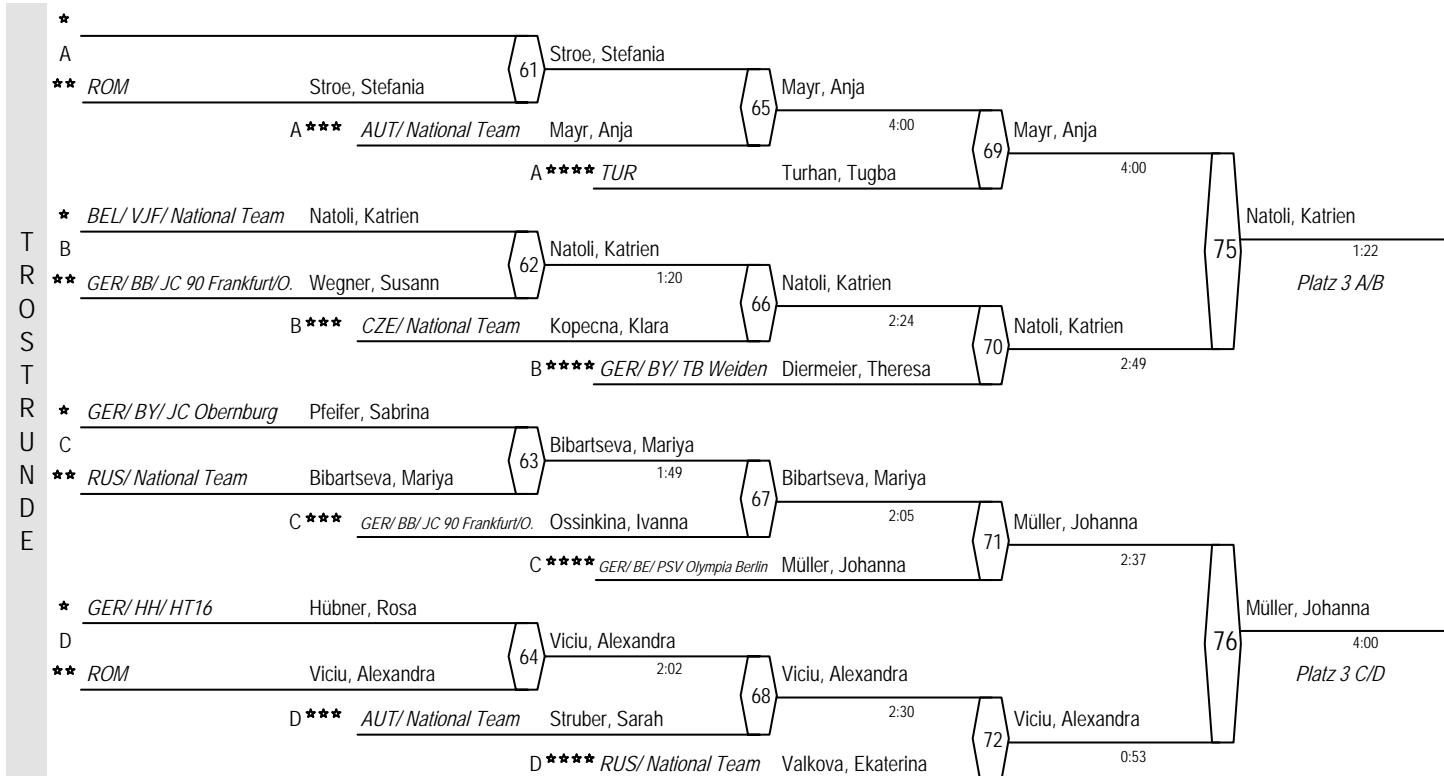 TROSTRUNDE
*
A
Stroe, Stefania
61
** ROM Stroe, Stefania
Mayr, Anja
65
4:00
A *** AUT/ National Team Mayr, Anja
Mayr, Anja
69
4:00
A **** TUR Turhan, Tugba
* BEL/ VJF/ National Team Natoli, Katrien
Natoli, Katrien
75
1:22
Platz 3 A/B
B
Natoli, Katrien
62
1:20
** GER/ BB/ JC 90 Frankfurt/O. Wegner, Susann
Natoli, Katrien
66
2:24
B *** CZE/ National Team Kopecna, Klara
Natoli, Katrien
70
2:49
B **** GER/ BY/ TB Weiden Diermeier, Theresa
* GER/ BY/ JC Obernburg Pfeifer, Sabrina
C
Bibartseva, Mariya
63
1:49
** RUS/ National Team Bibartseva, Mariya
Bibartseva, Mariya
67
2:05
C *** GER/ BB/ JC 90 Frankfurt/O. Ossinkina, Ivanna
Müller, Johanna
71
2:37
C **** GER/ BE/ PSV Olympia Berlin Müller, Johanna
* GER/ HH/ HT16 Hübner, Rosa
Müller, Johanna
76
4:00
Platz 3 C/D
D
Viciu, Alexandra
64
2:02
** ROM Viciu, Alexandra
Viciu, Alexandra
68
2:30
D *** AUT/ National Team Struber, Sarah
Viciu, Alexandra
72
0:53
D **** RUS/ National Team Valkova, Ekaterina